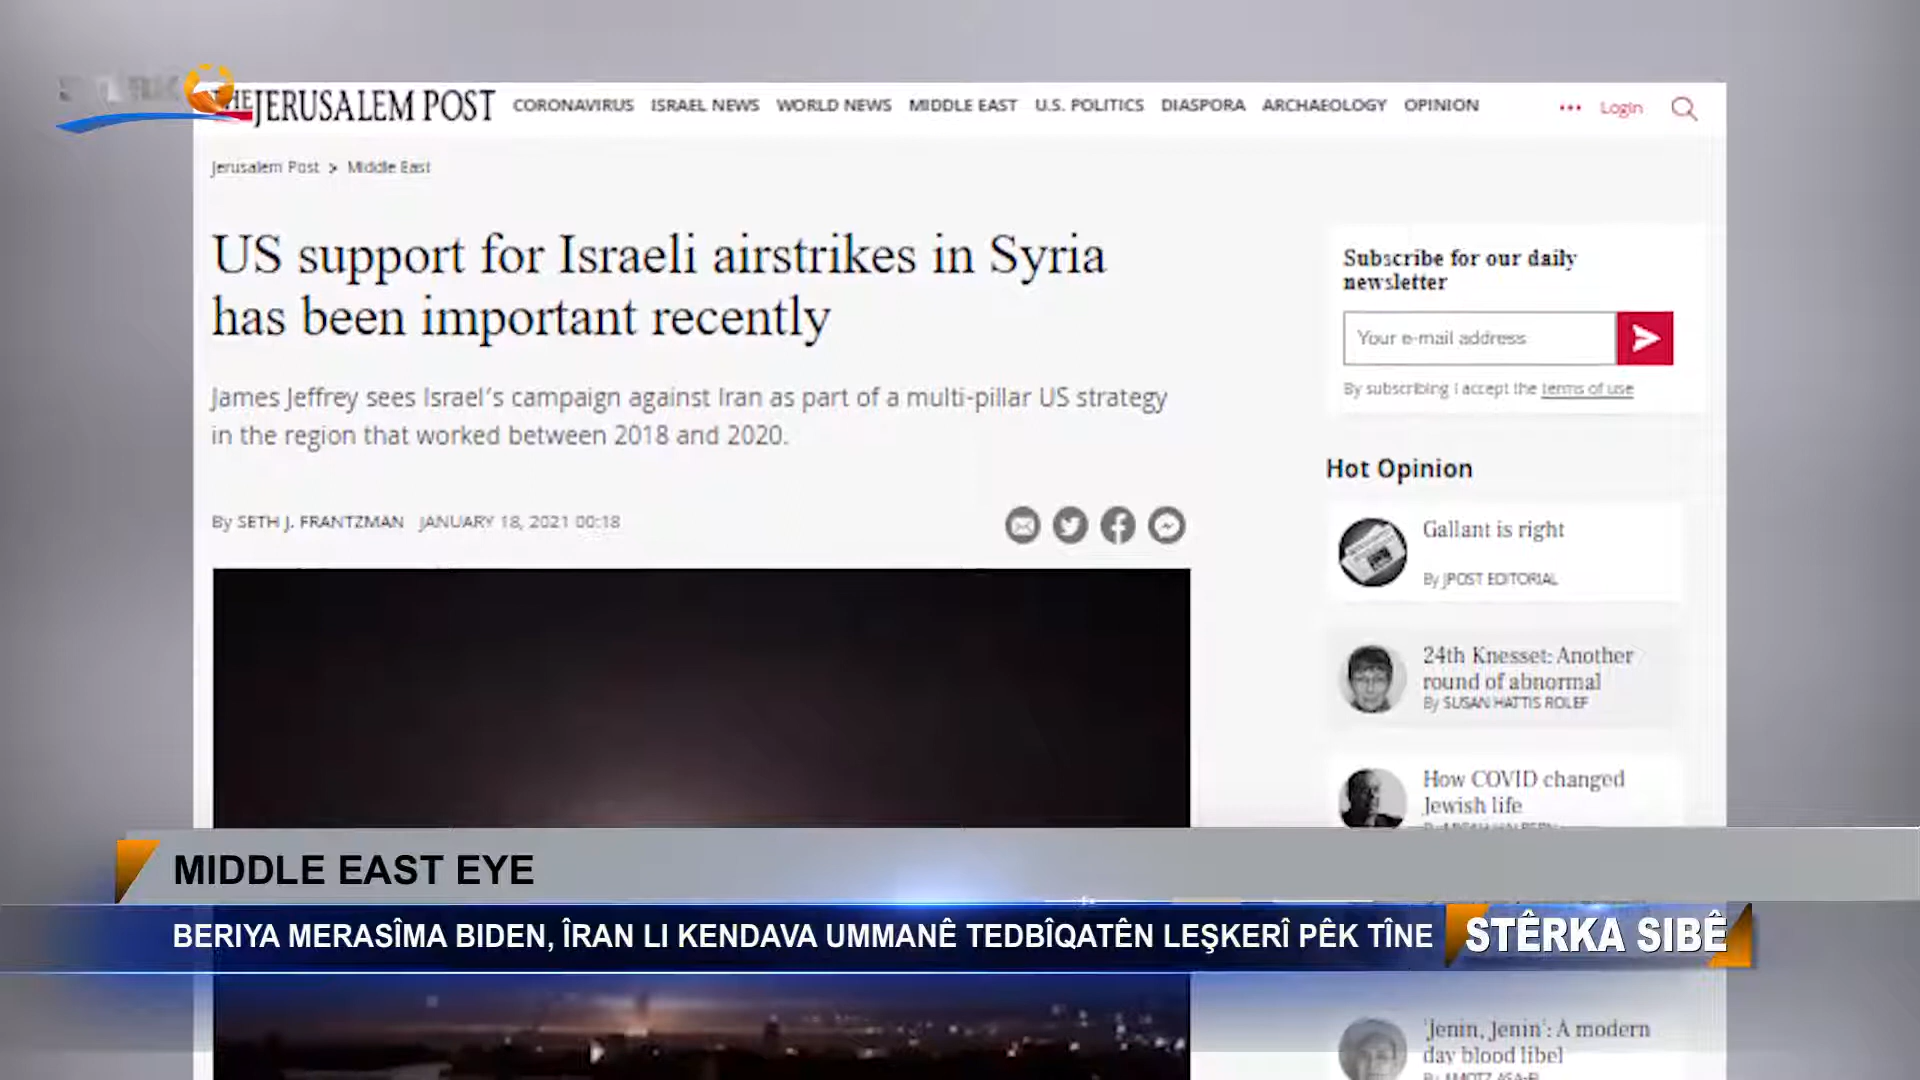 THE JERUSALEM POST
CORONAVIRUS ISRAEL NEWS WORLD NEWS MIDDLE EAST U.S. POLITICS DIASPORA ARCHAEOLOGY OPINION
Login
Jerusalem Post > Middle East
US support for Israeli airstrikes in Syria
has been important recently
James Jeffrey sees Israel's campaign against Iran as part of a multi-pillar US strategy
in the region that worked between 2018 and 2020.
By SETH J. FRANTZMAN JANUARY 18, 2021 00:18
Subscribe for our daily
newsletter
Your e-mail address
By subscribing I accept the terms of use
Hot Opinion
Gallant is right
By JPOST EDITORIAL
24th Knesset: Another
round of abnormal
By SUSAN HATTIS ROLEF
How COVID changed
Jewish life
MIDDLE EAST EYE
BERIYA MERASÎMA BIDEN, ÎRAN LI KENDAVA UMMANÊ TEDBÎQATÊN LEŞKERÎ PÊK TÎNE
STÊRKA SIBÊ
'Jenin, Jenin': A modern
day blood libel